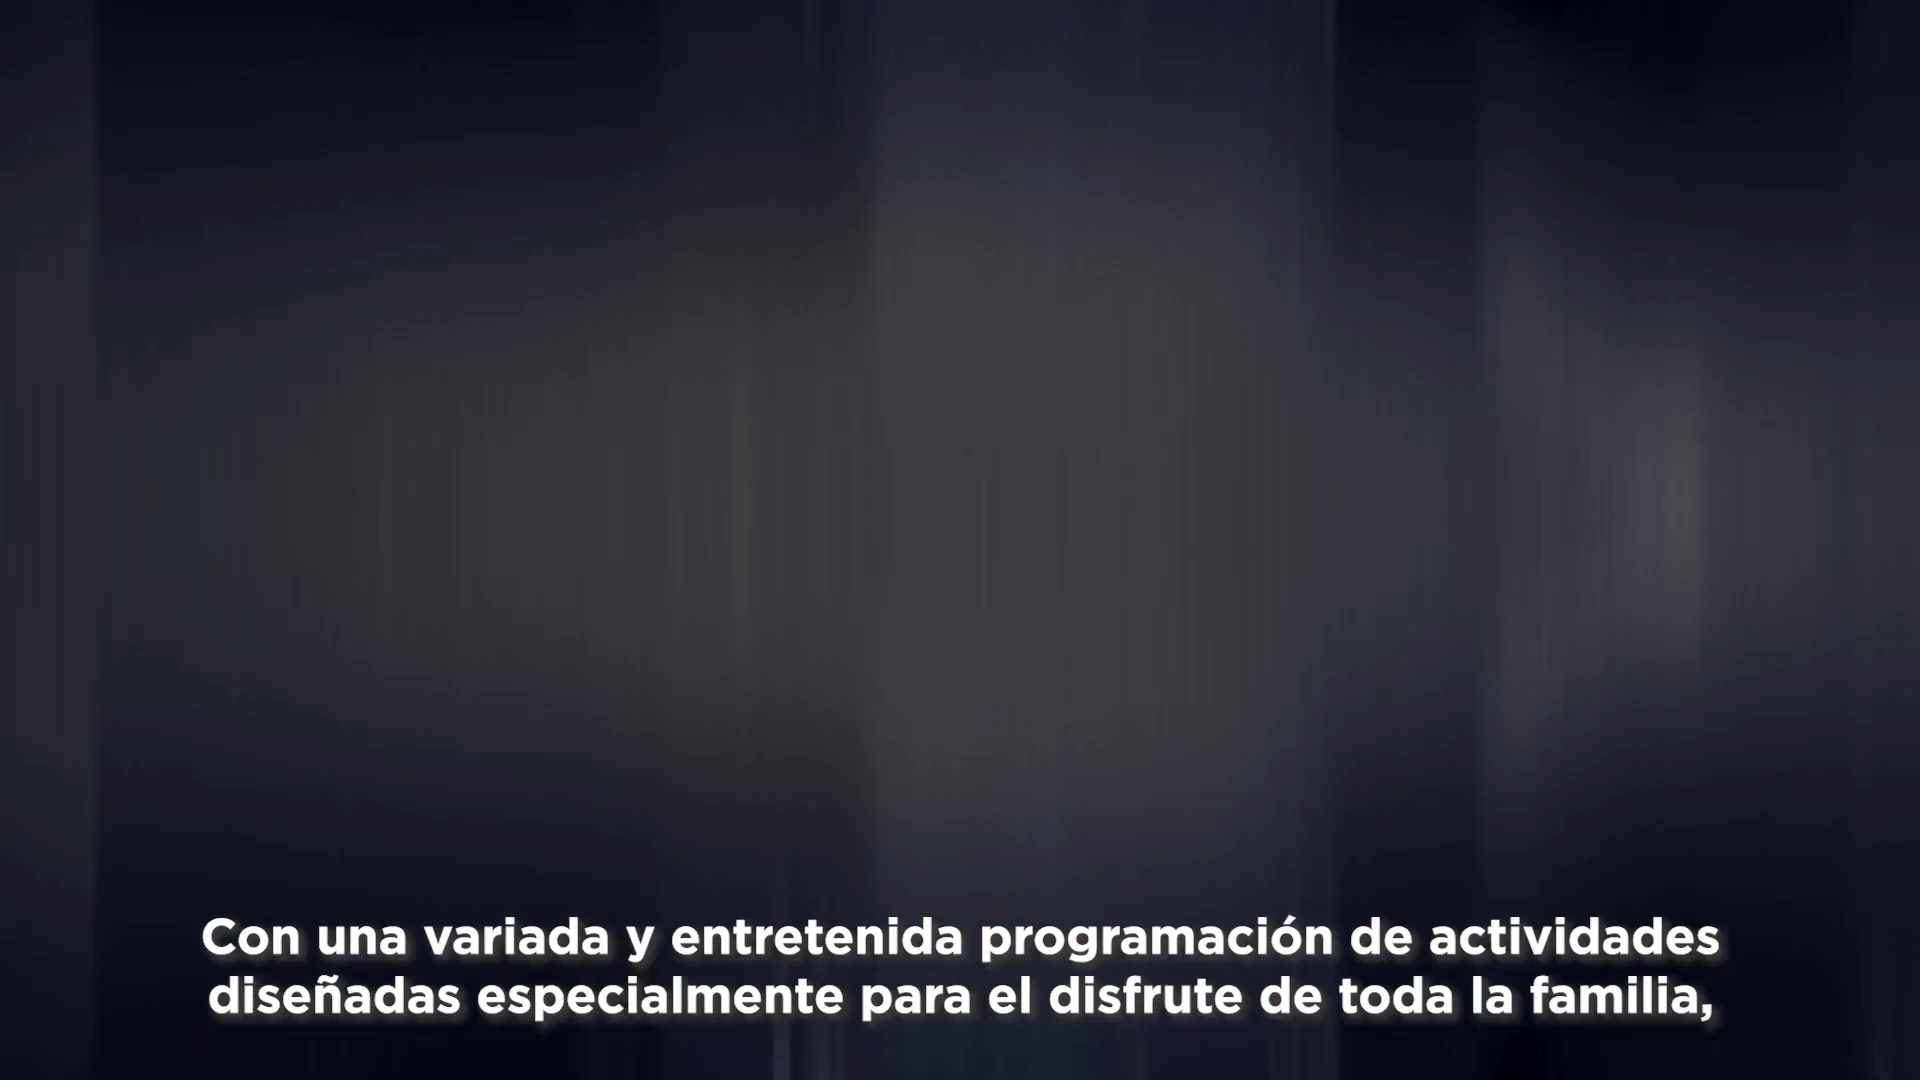 Con una variada y entretenida programación de actividades
diseñadas especialmente para el disfrute de toda la familia,